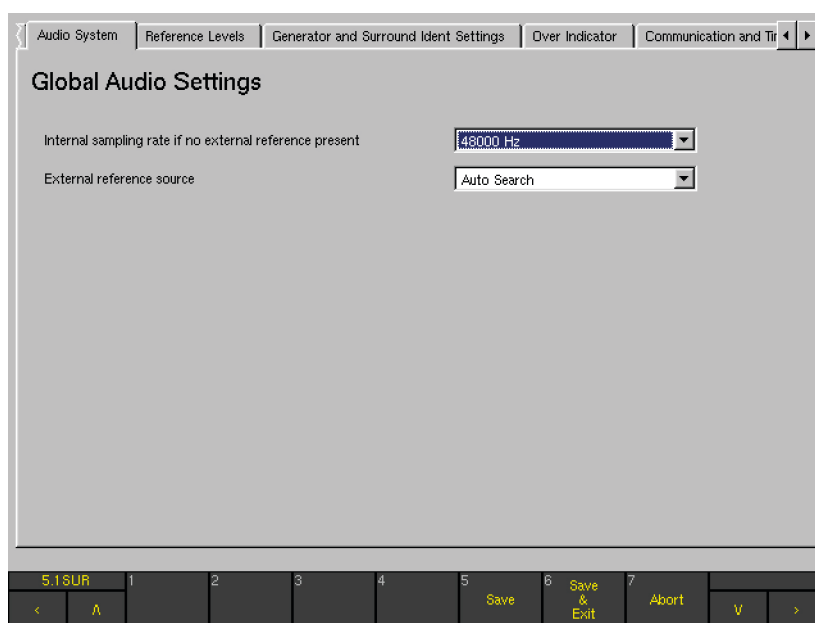 Audio System Reference Levels Generator and Surround Ident Settings Over Indicator Communication and
Global Audio Settings
Internal sampling rate if no external reference present 48000 Hz
External reference source Auto Search
5.1SUR 1 2 3 4 5 Save 6 Save & Exit 7 Abort
< Λ V >